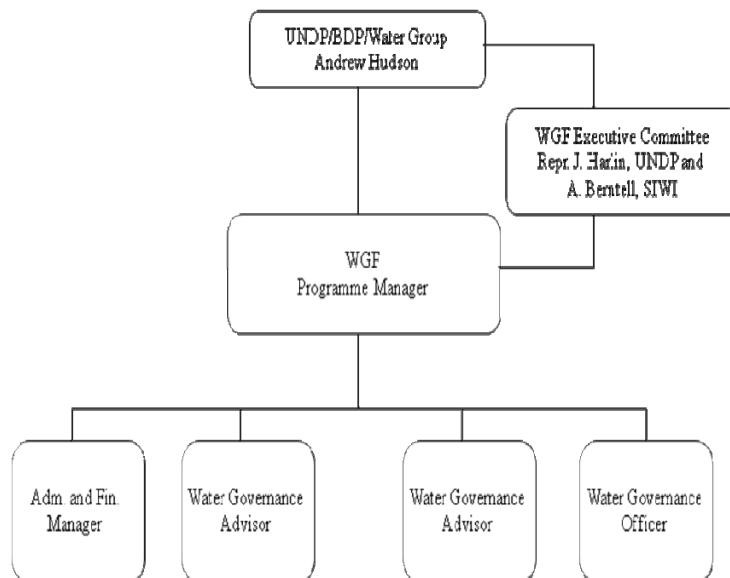 UNDP/BDP/Water Group
Andrew Hudson
WGF Executive Committee
Repr. J. Harlin, UNDP and
A. Berntell, SIWI
WGF
Programme Manager
Adm. and Fin.
Manager
Water Governance
Advisor
Water Governance
Advisor
Water Governance
Officer